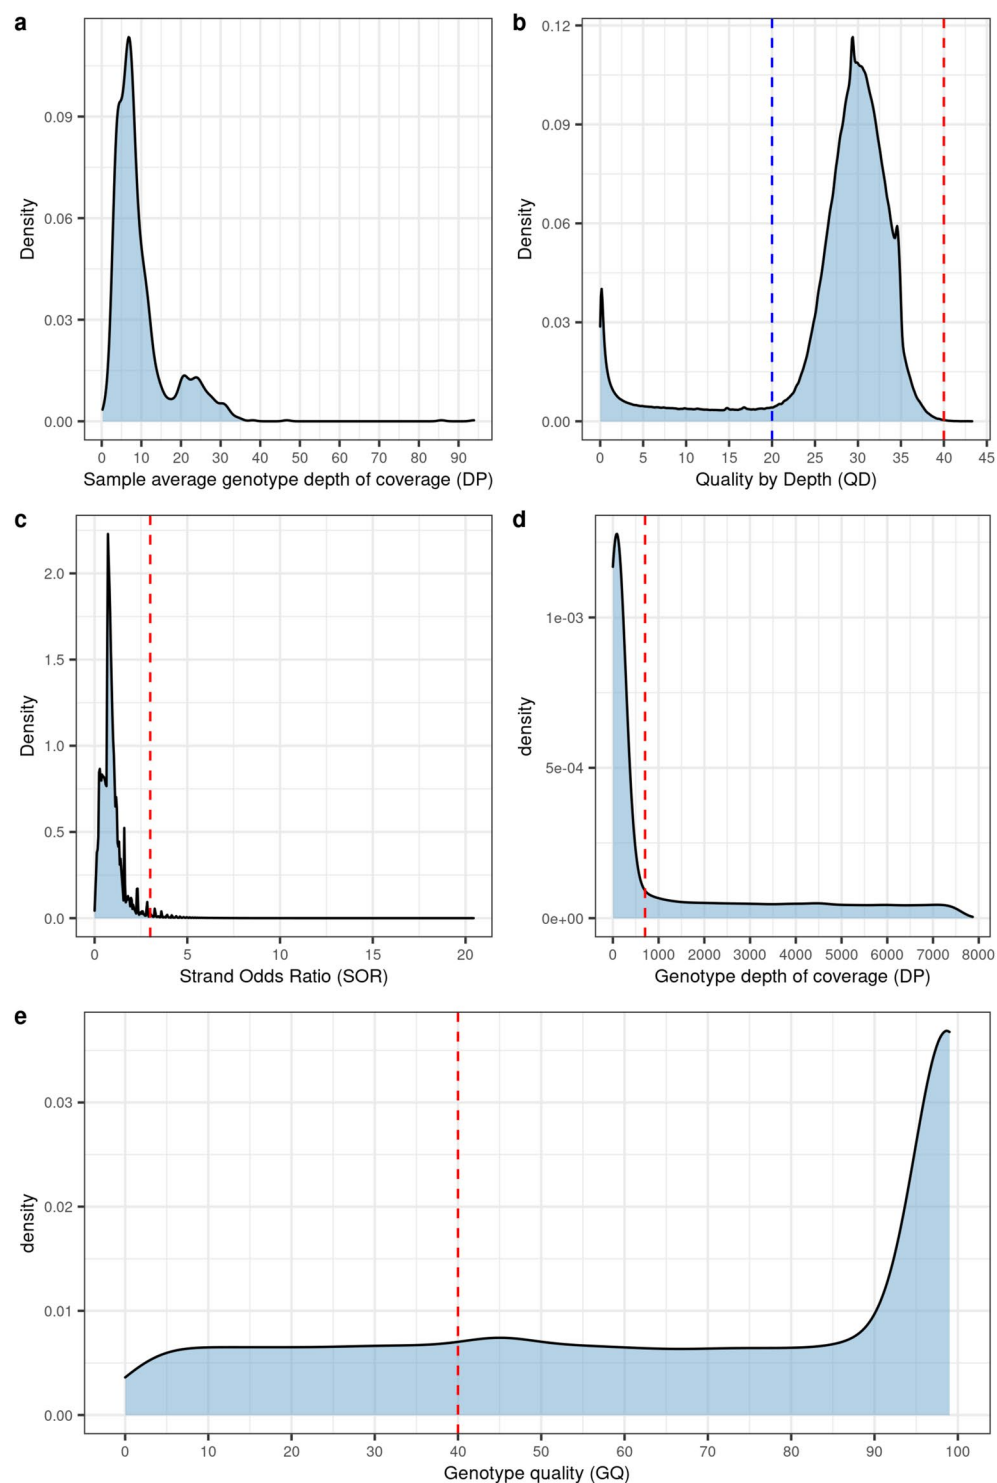 a
0.09
0.06
0.03
0.00
Density
0 10 20 30 40 50 60 70 80 90
Sample average genotype depth of coverage (DP)
b
0.12
0.09
0.06
0.03
0.00
Density
0 5 10 15 20 25 30 35 40 45
Quality by Depth (QD)
c
2.0
1.5
1.0
0.5
0.0
Density
0 5 10 15 20
Strand Odds Ratio (SOR)
d
1e-03
5e-04
0e+00
density
0 1000 2000 3000 4000 5000 6000 7000 8000
Genotype depth of coverage (DP)
e
0.03
0.02
0.01
0.00
density
0 10 20 30 40 50 60 70 80 90 100
Genotype quality (GQ)